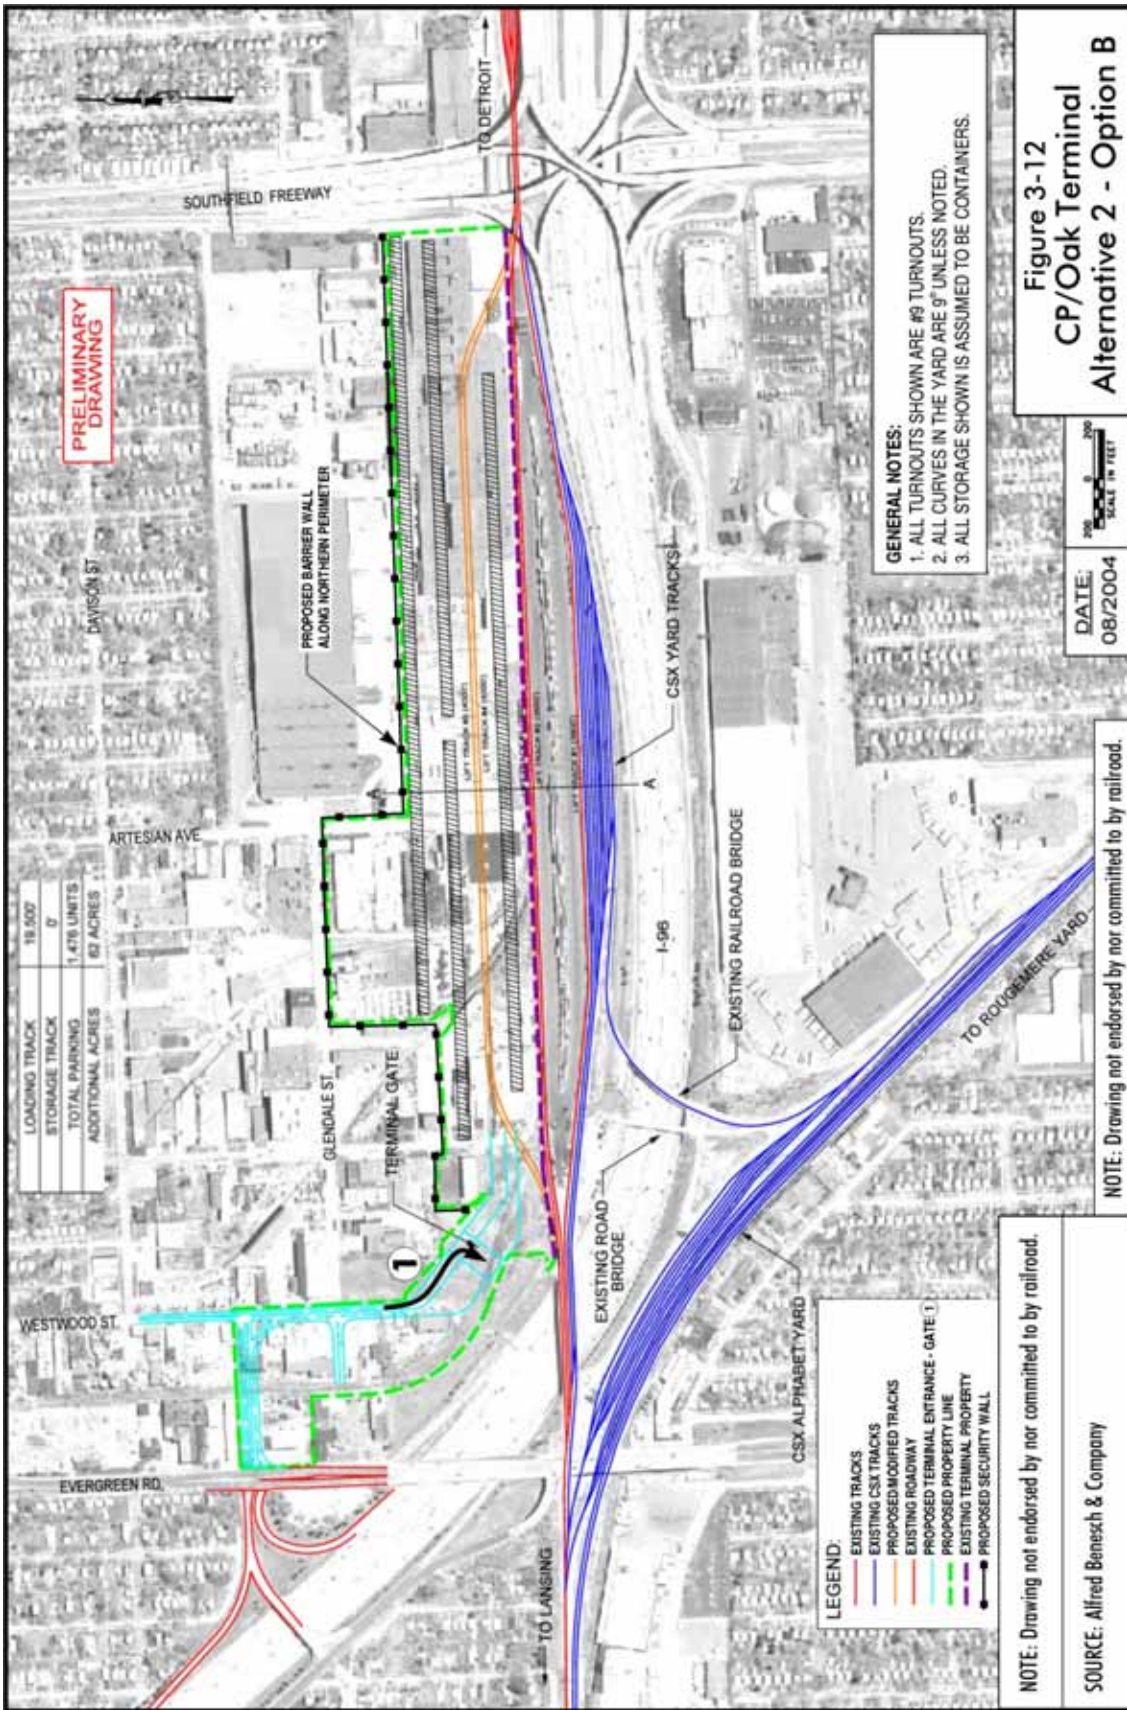 PRELIMINARY
DRAWING
SOUTHFIELD FREEWAY
TO DETROIT
DAVISON ST
PROPOSED BARRIER WALL
ALONG NORTHERN PERIMETER
ARTESIAN AVE
GLENDALE ST
TERMINAL GATE
WESTWOOD ST
EVERGREEN RD.
1
A
A
LOADING TRACK
STORAGE TRACK 0'
TOTAL PARKING 1,476 UNITS
ADDITIONAL ACRES 62 ACRES
CSX YARD TRACKS
I-96
EXISTING RAILROAD BRIDGE
EXISTING ROAD
BRIDGE
TO ROUGEMERE YARD
CSX ALPHABET YARD
TO LANSING
GENERAL NOTES:
1. ALL TURNOUTS SHOWN ARE #9 TURNOUTS.
2. ALL CURVES IN THE YARD ARE 9° UNLESS NOTED.
3. ALL STORAGE SHOWN IS ASSUMED TO BE CONTAINERS.
LEGEND:
EXISTING TRACKS
EXISTING CSX TRACKS
PROPOSED/MODIFIED TRACKS
EXISTING ROADWAY
PROPOSED TERMINAL ENTRANCE - GATE 1
PROPOSED PROPERTY LINE
EXISTING TERMINAL PROPERTY
PROPOSED SECURITY WALL
NOTE: Drawing not endorsed by nor committed to by railroad.
SOURCE: Alfred Benesch & Company
NOTE: Drawing not endorsed by nor committed to by railroad.
DATE:
08/2004
200 0 200
SCALE IN FEET
Figure 3-12
CP/Oak Terminal
Alternative 2 - Option B